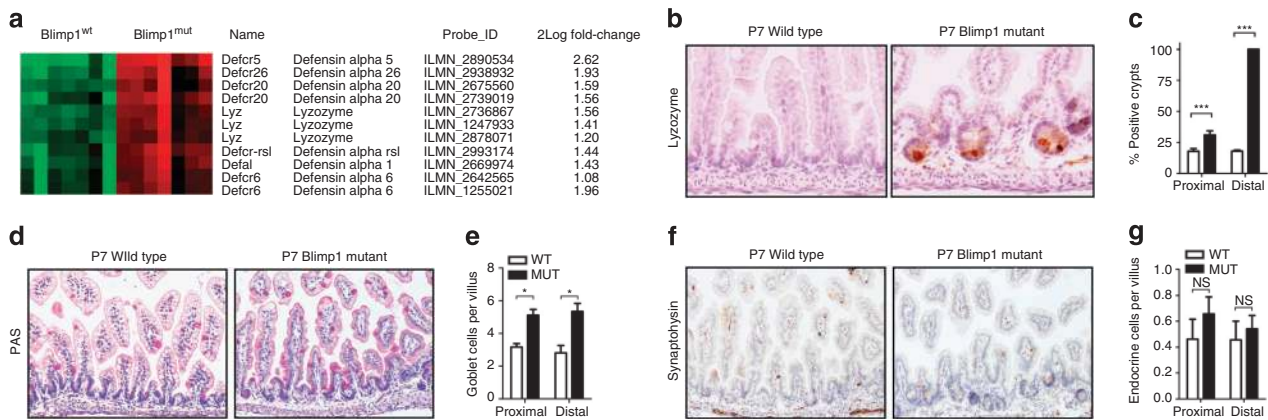 a
Blimp1wt Blimp1mut Name Probe_ID 2Log fold-change
Defcr5 Defensin alpha 5 ILMN_2890534 2.62
Defcr26 Defensin alpha 26 ILMN_2938932 1.93
Defcr20 Defensin alpha 20 ILMN_2675560 1.59
Defcr20 Defensin alpha 20 ILMN_2739019 1.56
Lyz Lyzozyme ILMN_2736867 1.56
Lyz Lyzozyme ILMN_1247933 1.41
Lyz Lyzozyme ILMN_2878071 1.20
Defcr-rsl Defensin alpha rsl ILMN_2993174 1.44
Defal Defensin alpha 1 ILMN_2669974 1.43
Defcr6 Defensin alpha 6 ILMN_2642565 1.08
Defcr6 Defensin alpha 6 ILMN_1255021 1.96
b
P7 Wild type P7 Blimp1 mutant
Lyzozyme
c
% Positive crypts
100
75
50
25
0
***
***
Proximal Distal
d
P7 WIld type P7 Blimp1 mutant
PAS
e
WT
MUT
Goblet cells per villus
8
6
4
2
0
* *
Proximal Distal
f
P7 Wild type P7 Blimp1 mutant
Synaptohysin
g
WT
MUT
Endocrine cells per villus
1.0
0.8
0.6
0.4
0.2
0.0
NS NS
Proximal Distal